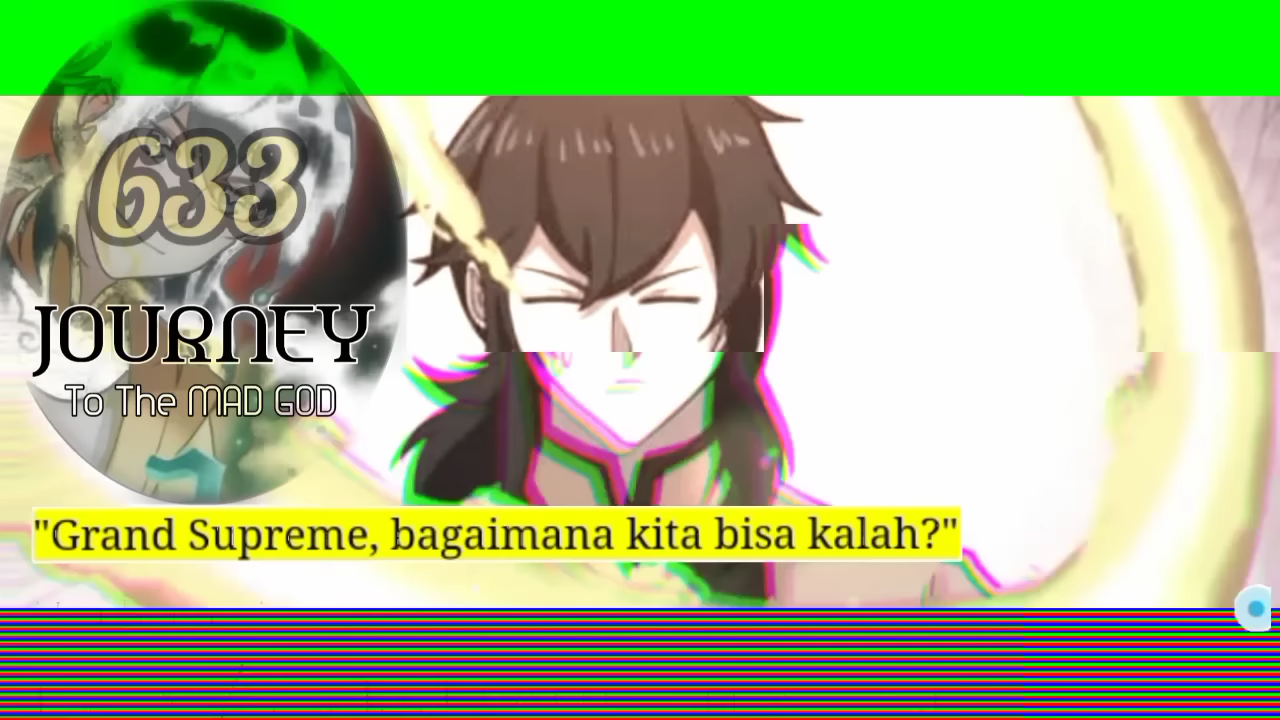 633
JOURNEY
To The MAD GOD
"Grand Supreme, bagaimana kita bisa kalah?"